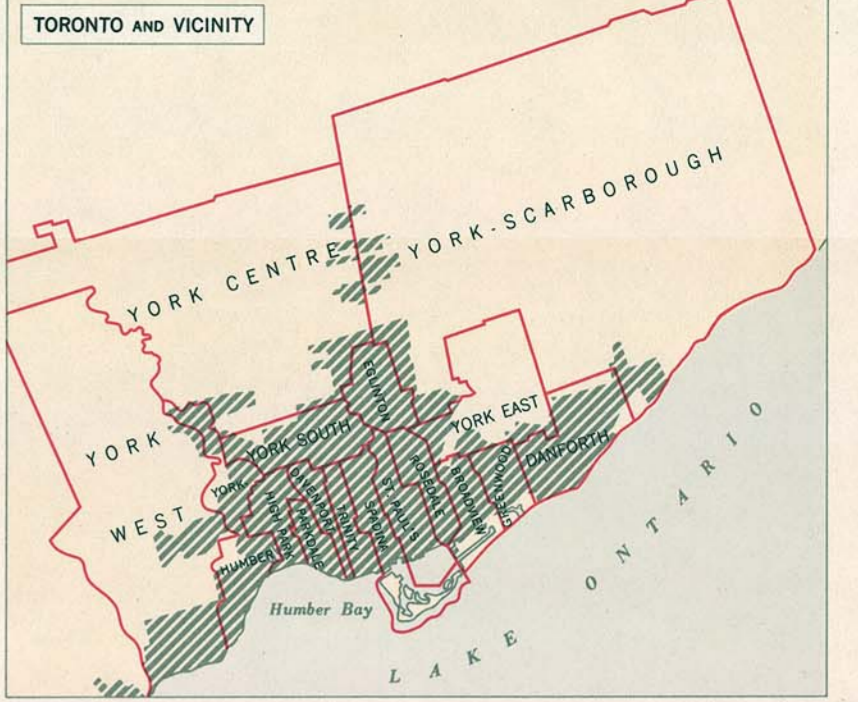 TORONTO AND VICINITY
YORK-SCARBOROUGH
YORK CENTRE
EGLINTON
YORK EAST
YORK WEST
YORK SOUTH
DANFORTH
GREENWOOD
BROADVIEW
ROSEDALE
ST. PAUL'S
SPADINA
TRINITY
DAVENPORT
PARKDALE
HIGH PARK
YORK-
HUMBER
Humber Bay
LAKE ONTARIO